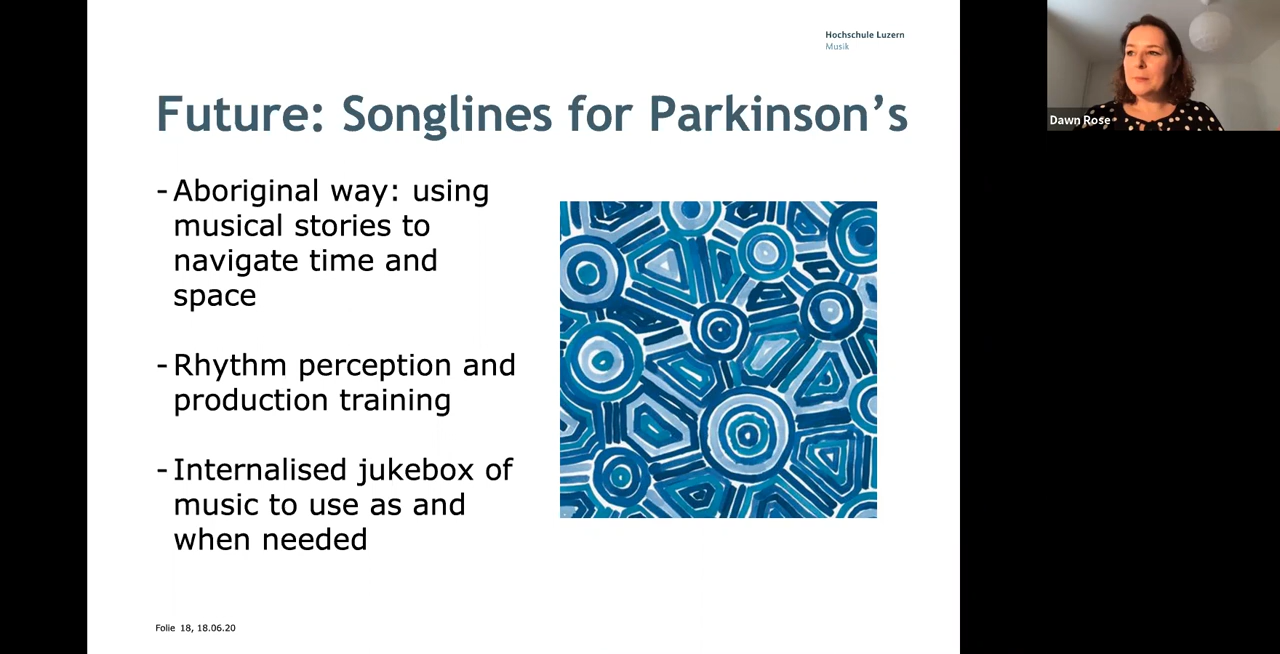 Hochschule Luzern
Musik
Future: Songlines for Parkinson’s
- Aboriginal way: using
musical stories to
navigate time and
space
- Rhythm perception and
production training
- Internalised jukebox of
music to use as and
when needed
Folie 18, 18.06.20
Dawn Rose